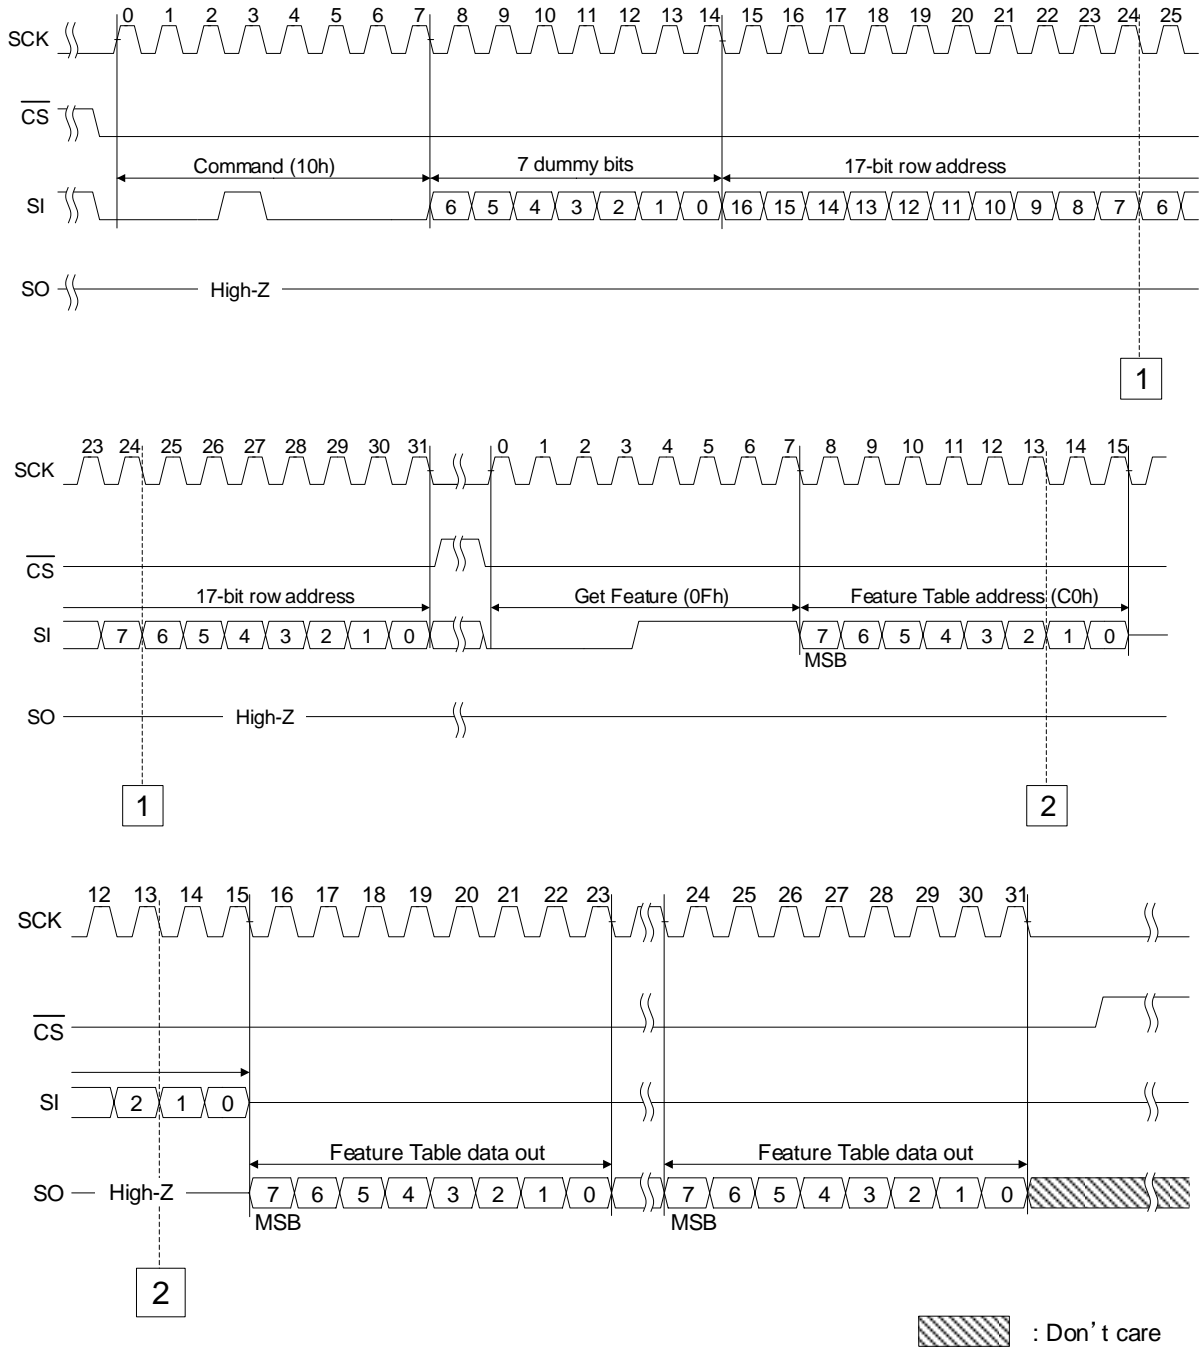 0 1 2 3 4 5 6 7 8 9 10 11 12 13 14 15 16 17 18 19 20 21 22 23 24 25
SCK
CS
Command (10h) 7 dummy bits 17-bit row address
SI 6 5 4 3 2 1 0 16 15 14 13 12 11 10 9 8 7 6
SO High-Z
1
23 24 25 26 27 28 29 30 31 0 1 2 3 4 5 6 7 8 9 10 11 12 13 14 15
SCK
CS
17-bit row address Get Feature (0Fh) Feature Table address (C0h)
SI 7 6 5 4 3 2 1 0 7 6 5 4 3 2 1 0
MSB
SO High-Z
1 2
12 13 14 15 16 17 18 19 20 21 22 23 24 25 26 27 28 29 30 31
SCK
CS
SI 2 1 0
Feature Table data out Feature Table data out
SO High-Z 7 6 5 4 3 2 1 0 7 6 5 4 3 2 1 0
MSB MSB
2
: Don't care